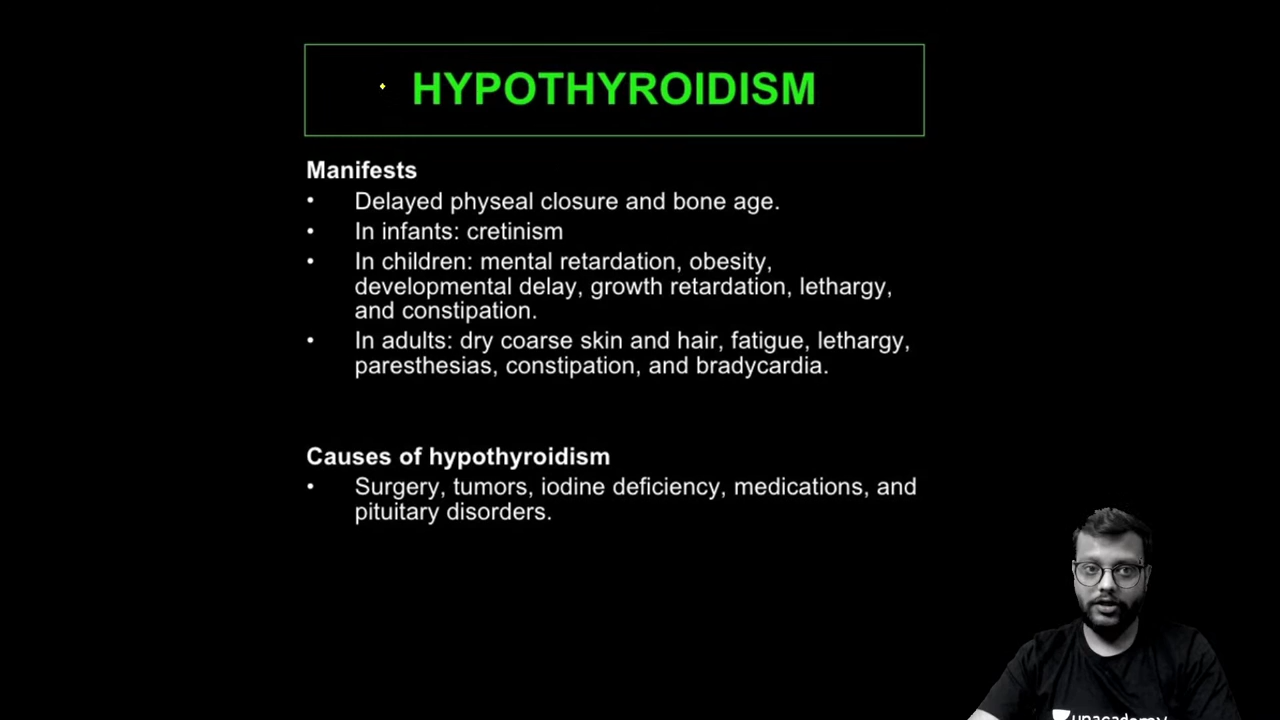 HYPOTHYROIDISM
Manifests
• Delayed physeal closure and bone age.
• In infants: cretinism
• In children: mental retardation, obesity,
developmental delay, growth retardation, lethargy,
and constipation.
• In adults: dry coarse skin and hair, fatigue, lethargy,
paresthesias, constipation, and bradycardia.
Causes of hypothyroidism
• Surgery, tumors, iodine deficiency, medications, and
pituitary disorders.
unacademy